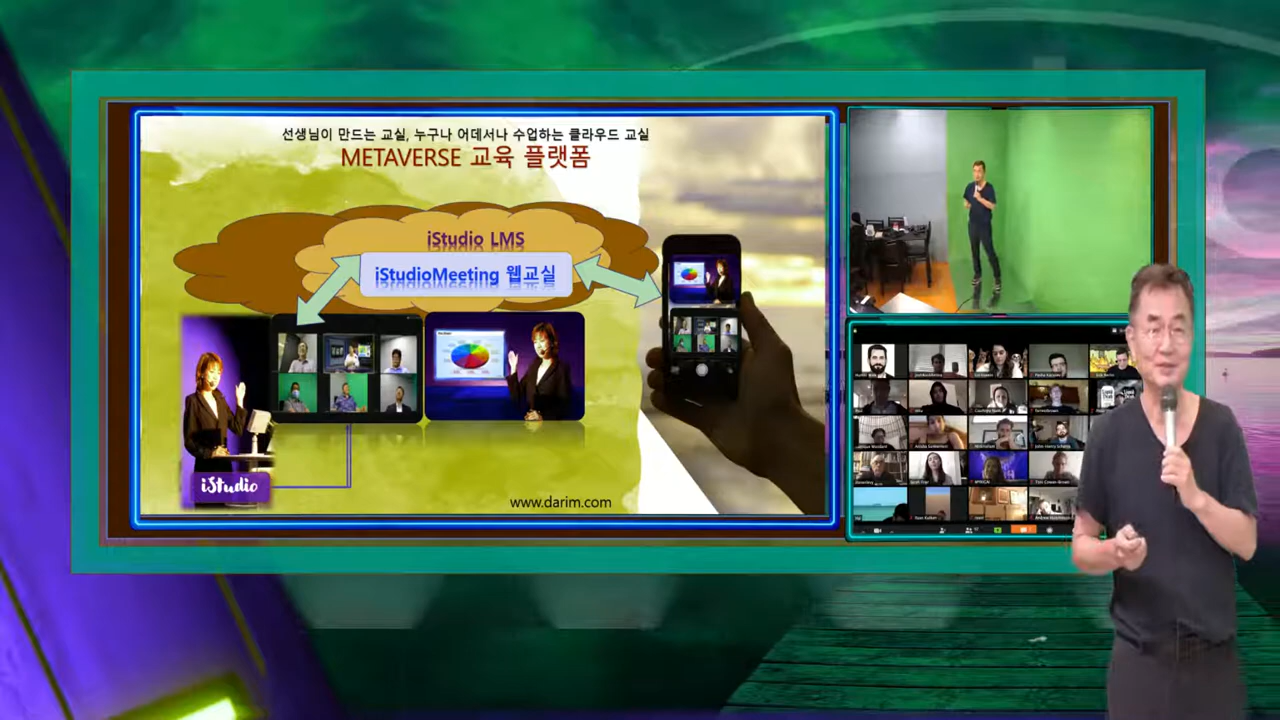 선생님이 만드는 교실, 누구나 어데서나 수업하는 클라우드 교실
METAVERSE 교육 플랫폼
iStudio LMS
iStudioMeeting 웹교실
iStudio
www.darim.com